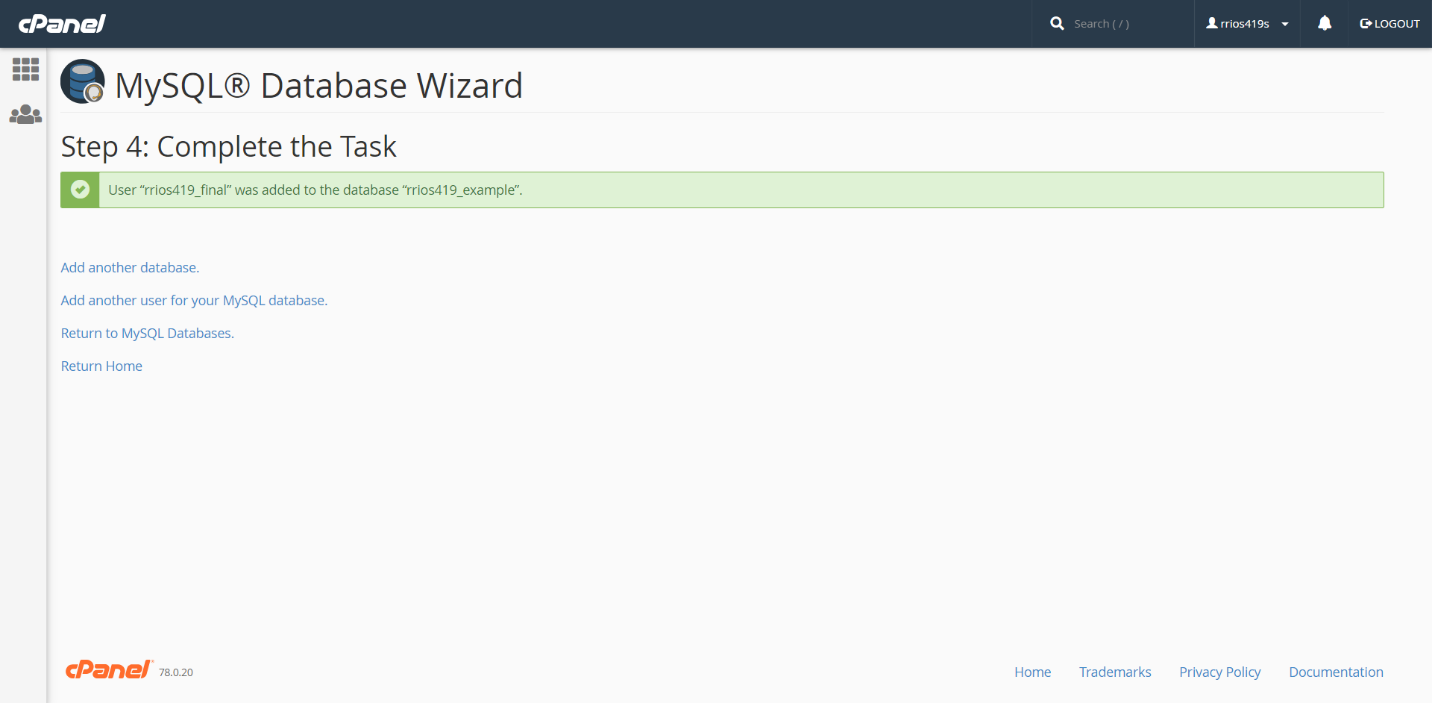 cPanel
Search ( / )
rrios419s
LOGOUT
MySQL® Database Wizard
Step 4: Complete the Task
User “rrios419_final” was added to the database “rrios419_example”.
Add another database.
Add another user for your MySQL database.
Return to MySQL Databases.
Return Home
cPanel® 78.0.20
Home Trademarks Privacy Policy Documentation